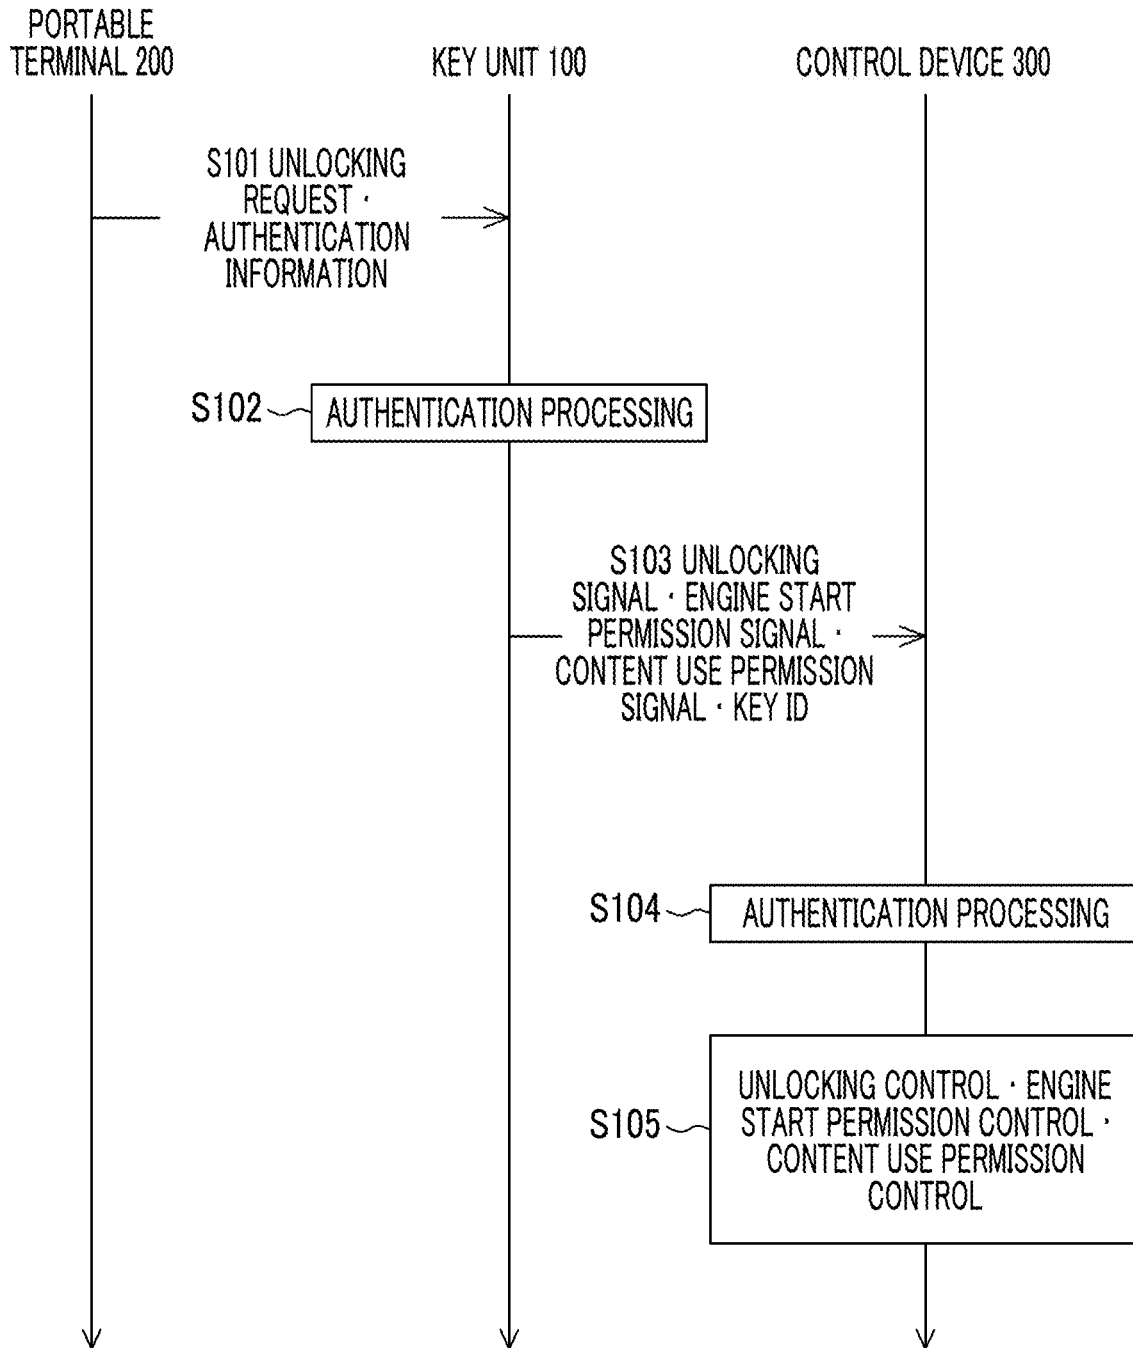 PORTABLE
TERMINAL 200
KEY UNIT 100
CONTROL DEVICE 300
S101 UNLOCKING
REQUEST・
AUTHENTICATION
INFORMATION
S102
AUTHENTICATION PROCESSING
S103 UNLOCKING
SIGNAL・ENGINE START
PERMISSION SIGNAL・
CONTENT USE PERMISSION
SIGNAL・KEY ID
S104
AUTHENTICATION PROCESSING
S105
UNLOCKING CONTROL・ENGINE
START PERMISSION CONTROL・
CONTENT USE PERMISSION
CONTROL